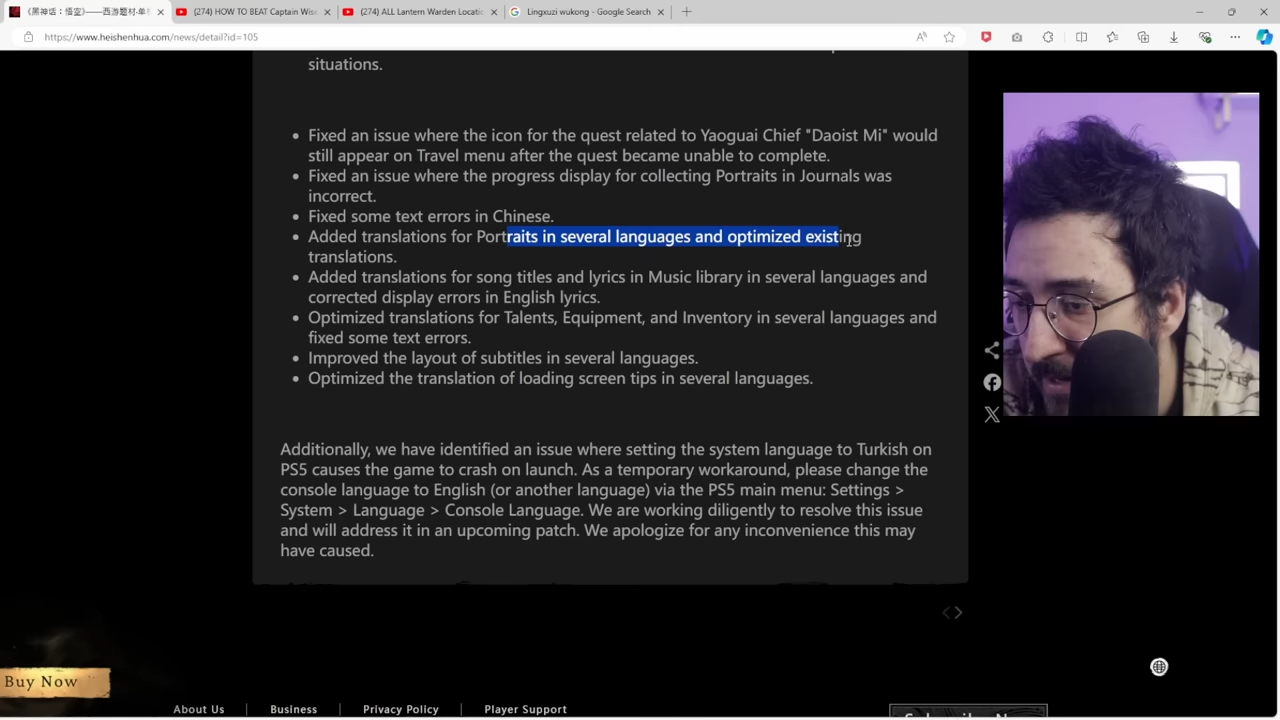 《黑神话：悟空》——西游题材·单机
(274) HOW TO BEAT Captain Wise
(274) ALL Lantern Warden Locatio
Lingxuzi wukong - Google Search
https://www.heishenhua.com/news/detail?id=105
situations.
Fixed an issue where the icon for the quest related to Yaoguai Chief "Daoist Mi" would
still appear on Travel menu after the quest became unable to complete.
Fixed an issue where the progress display for collecting Portraits in Journals was
incorrect.
Fixed some text errors in Chinese.
Added translations for Portraits in several languages and optimized existing
translations.
Added translations for song titles and lyrics in Music library in several languages and
corrected display errors in English lyrics.
Optimized translations for Talents, Equipment, and Inventory in several languages and
fixed some text errors.
Improved the layout of subtitles in several languages.
Optimized the translation of loading screen tips in several languages.
Additionally, we have identified an issue where setting the system language to Turkish on
PS5 causes the game to crash on launch. As a temporary workaround, please change the
console language to English (or another language) via the PS5 main menu: Settings >
System > Language > Console Language. We are working diligently to resolve this issue
and will address it in an upcoming patch. We apologize for any inconvenience this may
have caused.
Buy Now
About Us
Business
Privacy Policy
Player Support